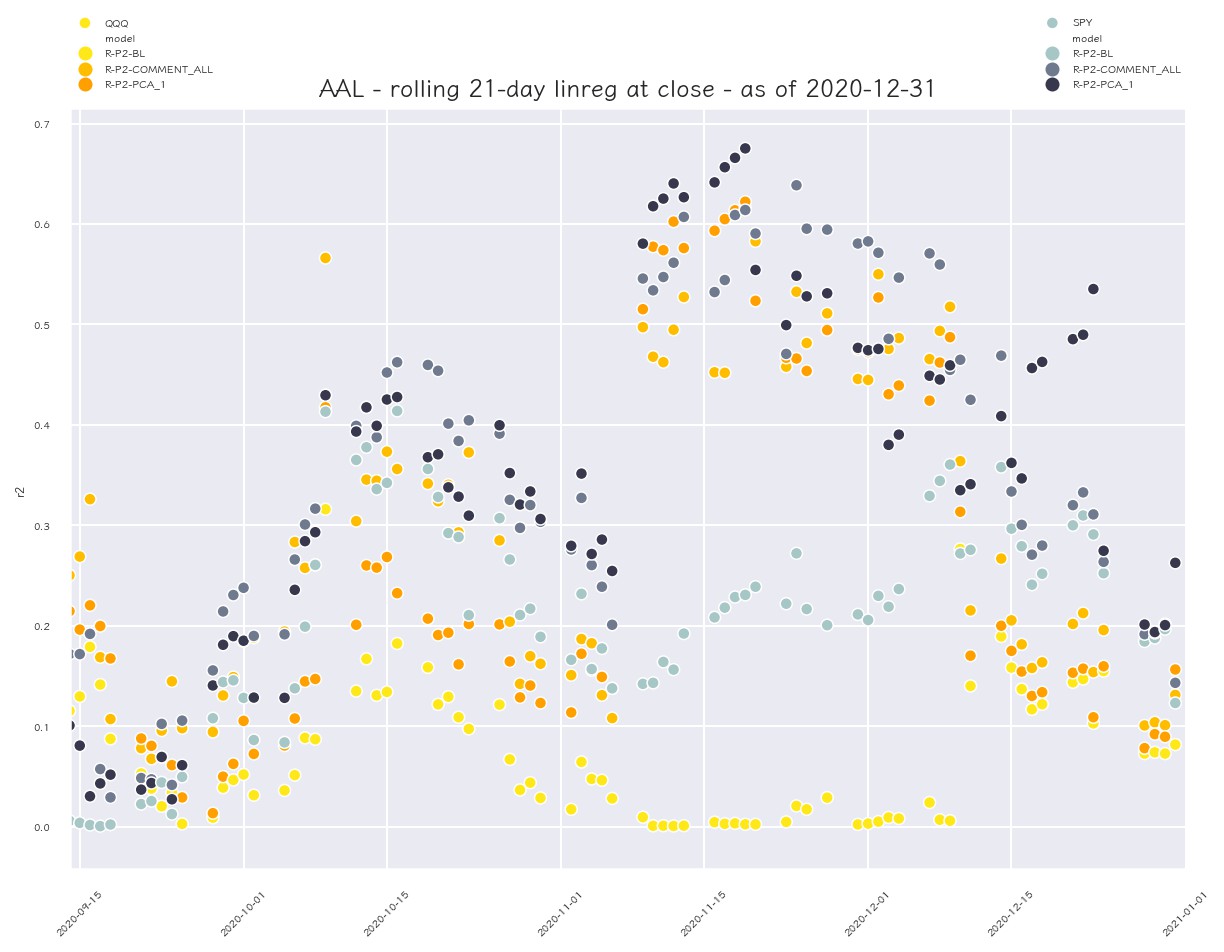 QQQ
model
R-P2-BL
R-P2-COMMENT_ALL
R-P2-PCA_1
SPY
model
R-P2-BL
R-P2-COMMENT_ALL
R-P2-PCA_1
AAL - rolling 21-day linreg at close - as of 2020-12-31
0.7
0.6
0.5
0.4
0.3
0.2
0.1
0.0
r2
2020-09-15
2020-10-01
2020-10-15
2020-11-01
2020-11-15
2020-12-01
2020-12-15
2021-01-01